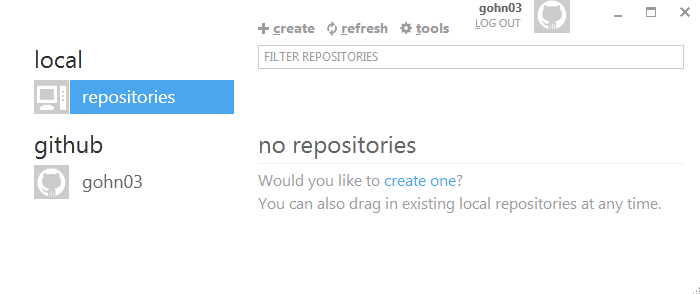 gohn03
LOG OUT
create refresh tools
FILTER REPOSITORIES
local
repositories
github
gohn03
no repositories
Would you like to create one?
You can also drag in existing local repositories at any time.